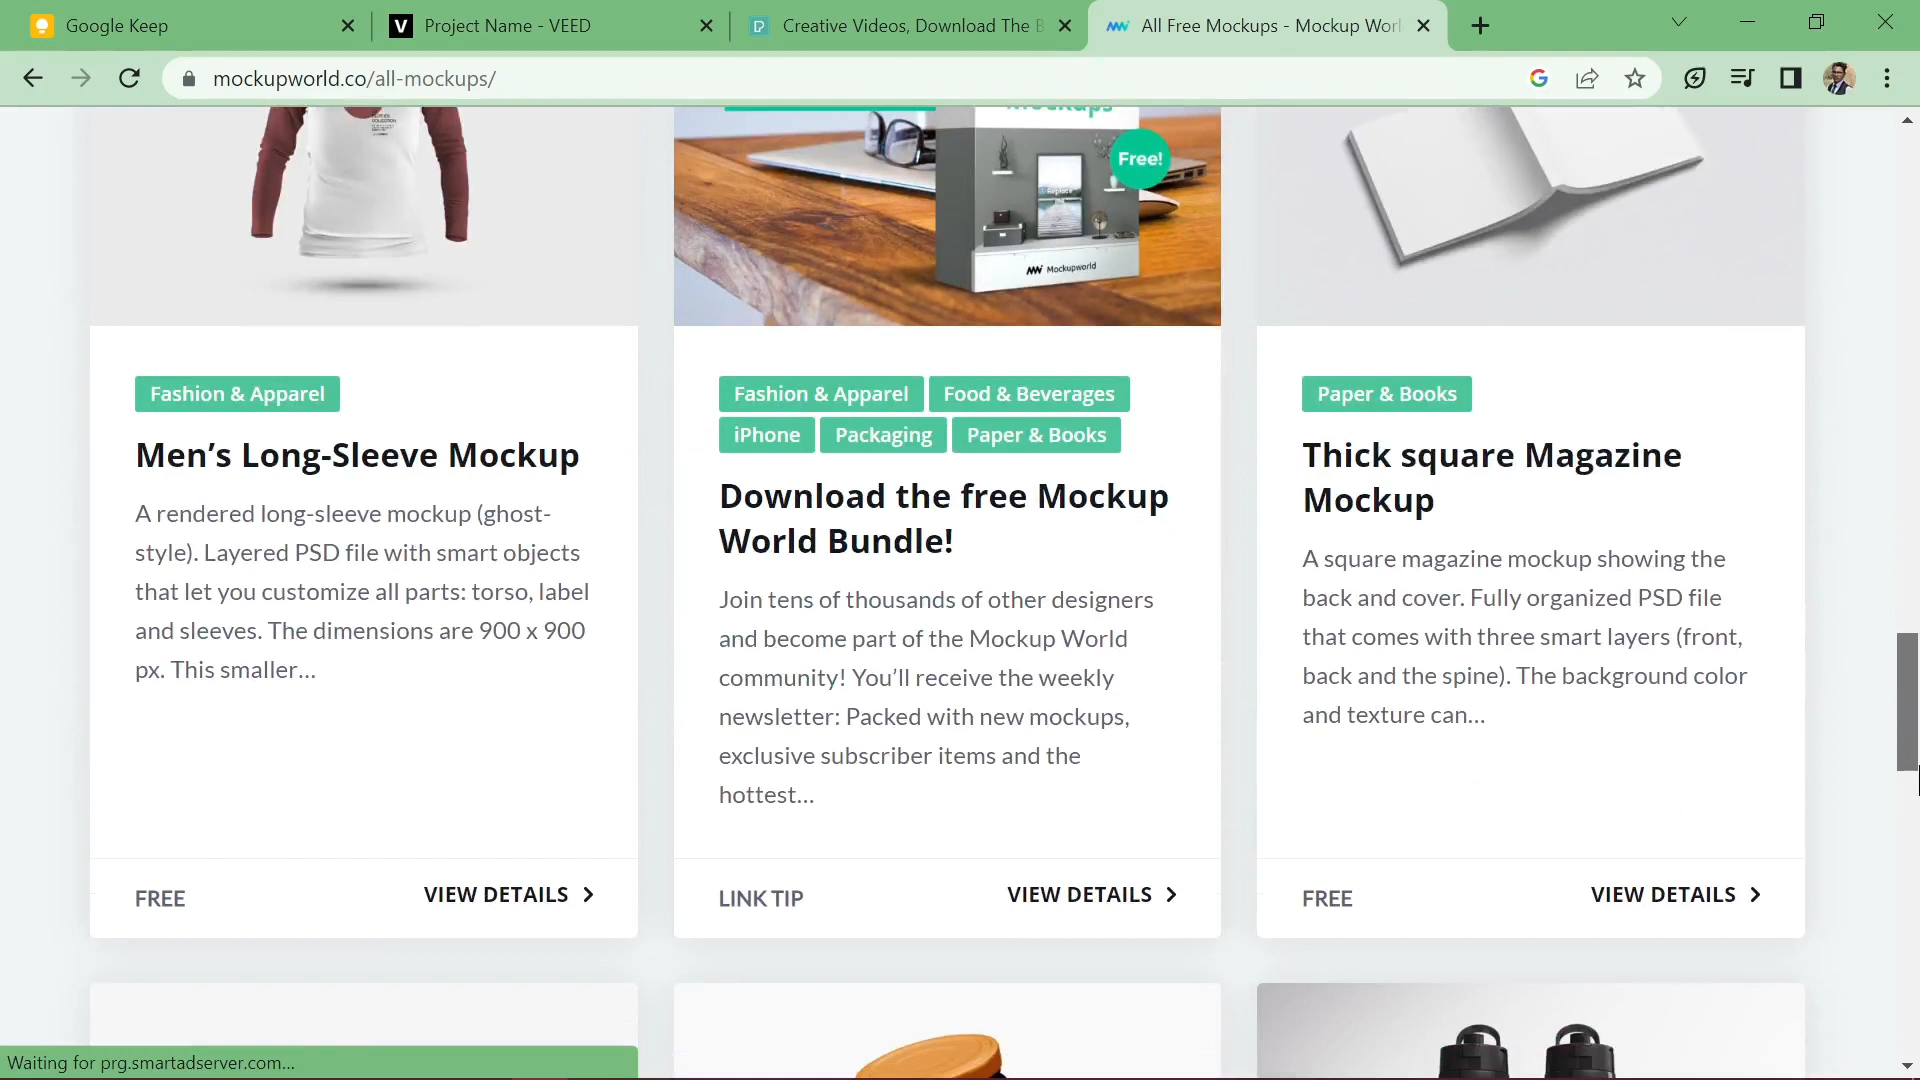 Google Keep
Project Name - VEED
Creative Videos, Download The B
All Free Mockups - Mockup Worl
mockupworld.co/all-mockups/
Mockups
Free!
Replace
Mockupworld
Fashion & Apparel
Men’s Long-Sleeve Mockup
A rendered long-sleeve mockup (ghost-
style). Layered PSD file with smart objects
that let you customize all parts: torso, label
and sleeves. The dimensions are 900 x 900
px. This smaller...
FREE
VIEW DETAILS
Fashion & Apparel
Food & Beverages
iPhone
Packaging
Paper & Books
Download the free Mockup
World Bundle!
Join tens of thousands of other designers
and become part of the Mockup World
community! You’ll receive the weekly
newsletter: Packed with new mockups,
exclusive subscriber items and the
hottest...
LINK TIP
VIEW DETAILS
Paper & Books
Thick square Magazine
Mockup
A square magazine mockup showing the
back and cover. Fully organized PSD file
that comes with three smart layers (front,
back and the spine). The background color
and texture can...
FREE
VIEW DETAILS
Waiting for prg.smartadserver.com...